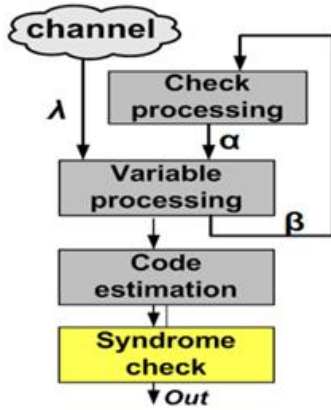 channel
Check
processing
λ
α
Variable
processing
β
Code
estimation
Syndrome
check
Out